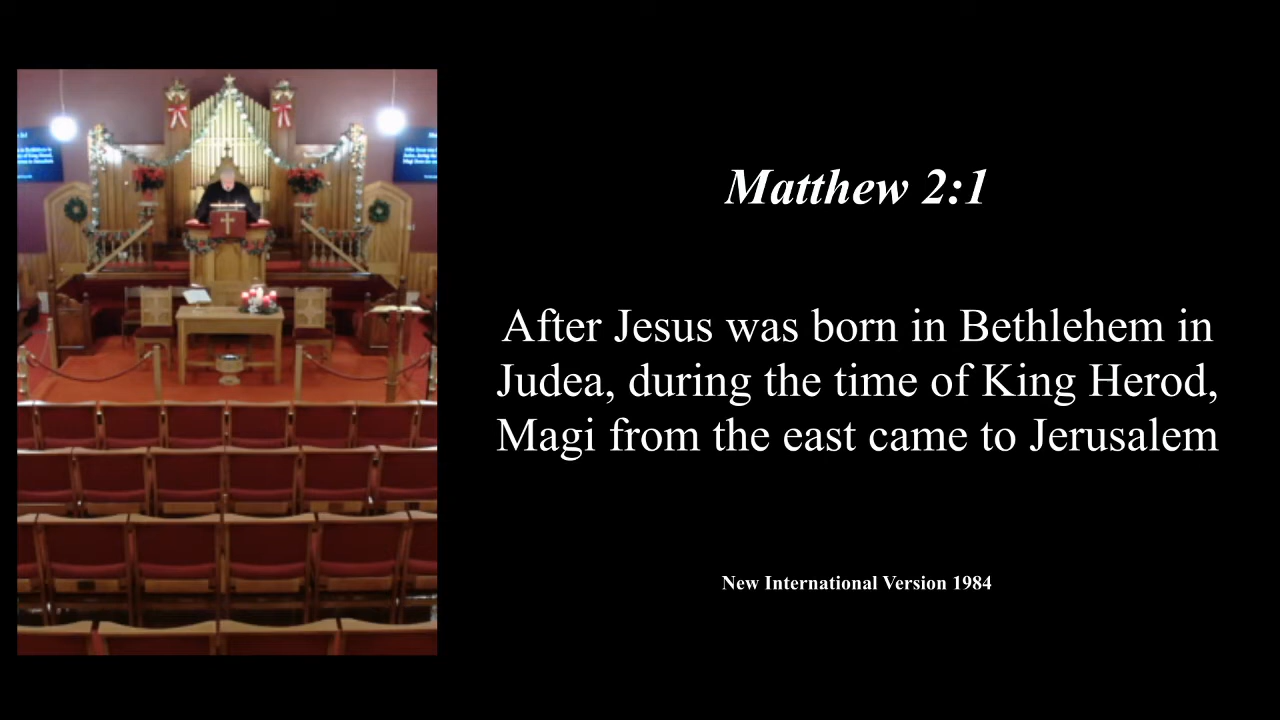 Matthew 2:1
After Jesus was born in Bethlehem in
Judea, during the time of King Herod,
Magi from the east came to Jerusalem
New International Version 1984